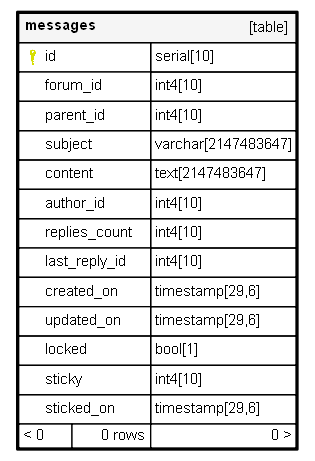 messages [table]
id serial[10]
forum_id int4[10]
parent_id int4[10]
subject varchar[2147483647]
content text[2147483647]
author_id int4[10]
replies_count int4[10]
last_reply_id int4[10]
created_on timestamp[29,6]
updated_on timestamp[29,6]
locked bool[1]
sticky int4[10]
sticked_on timestamp[29,6]
< 0 0 rows 0 >